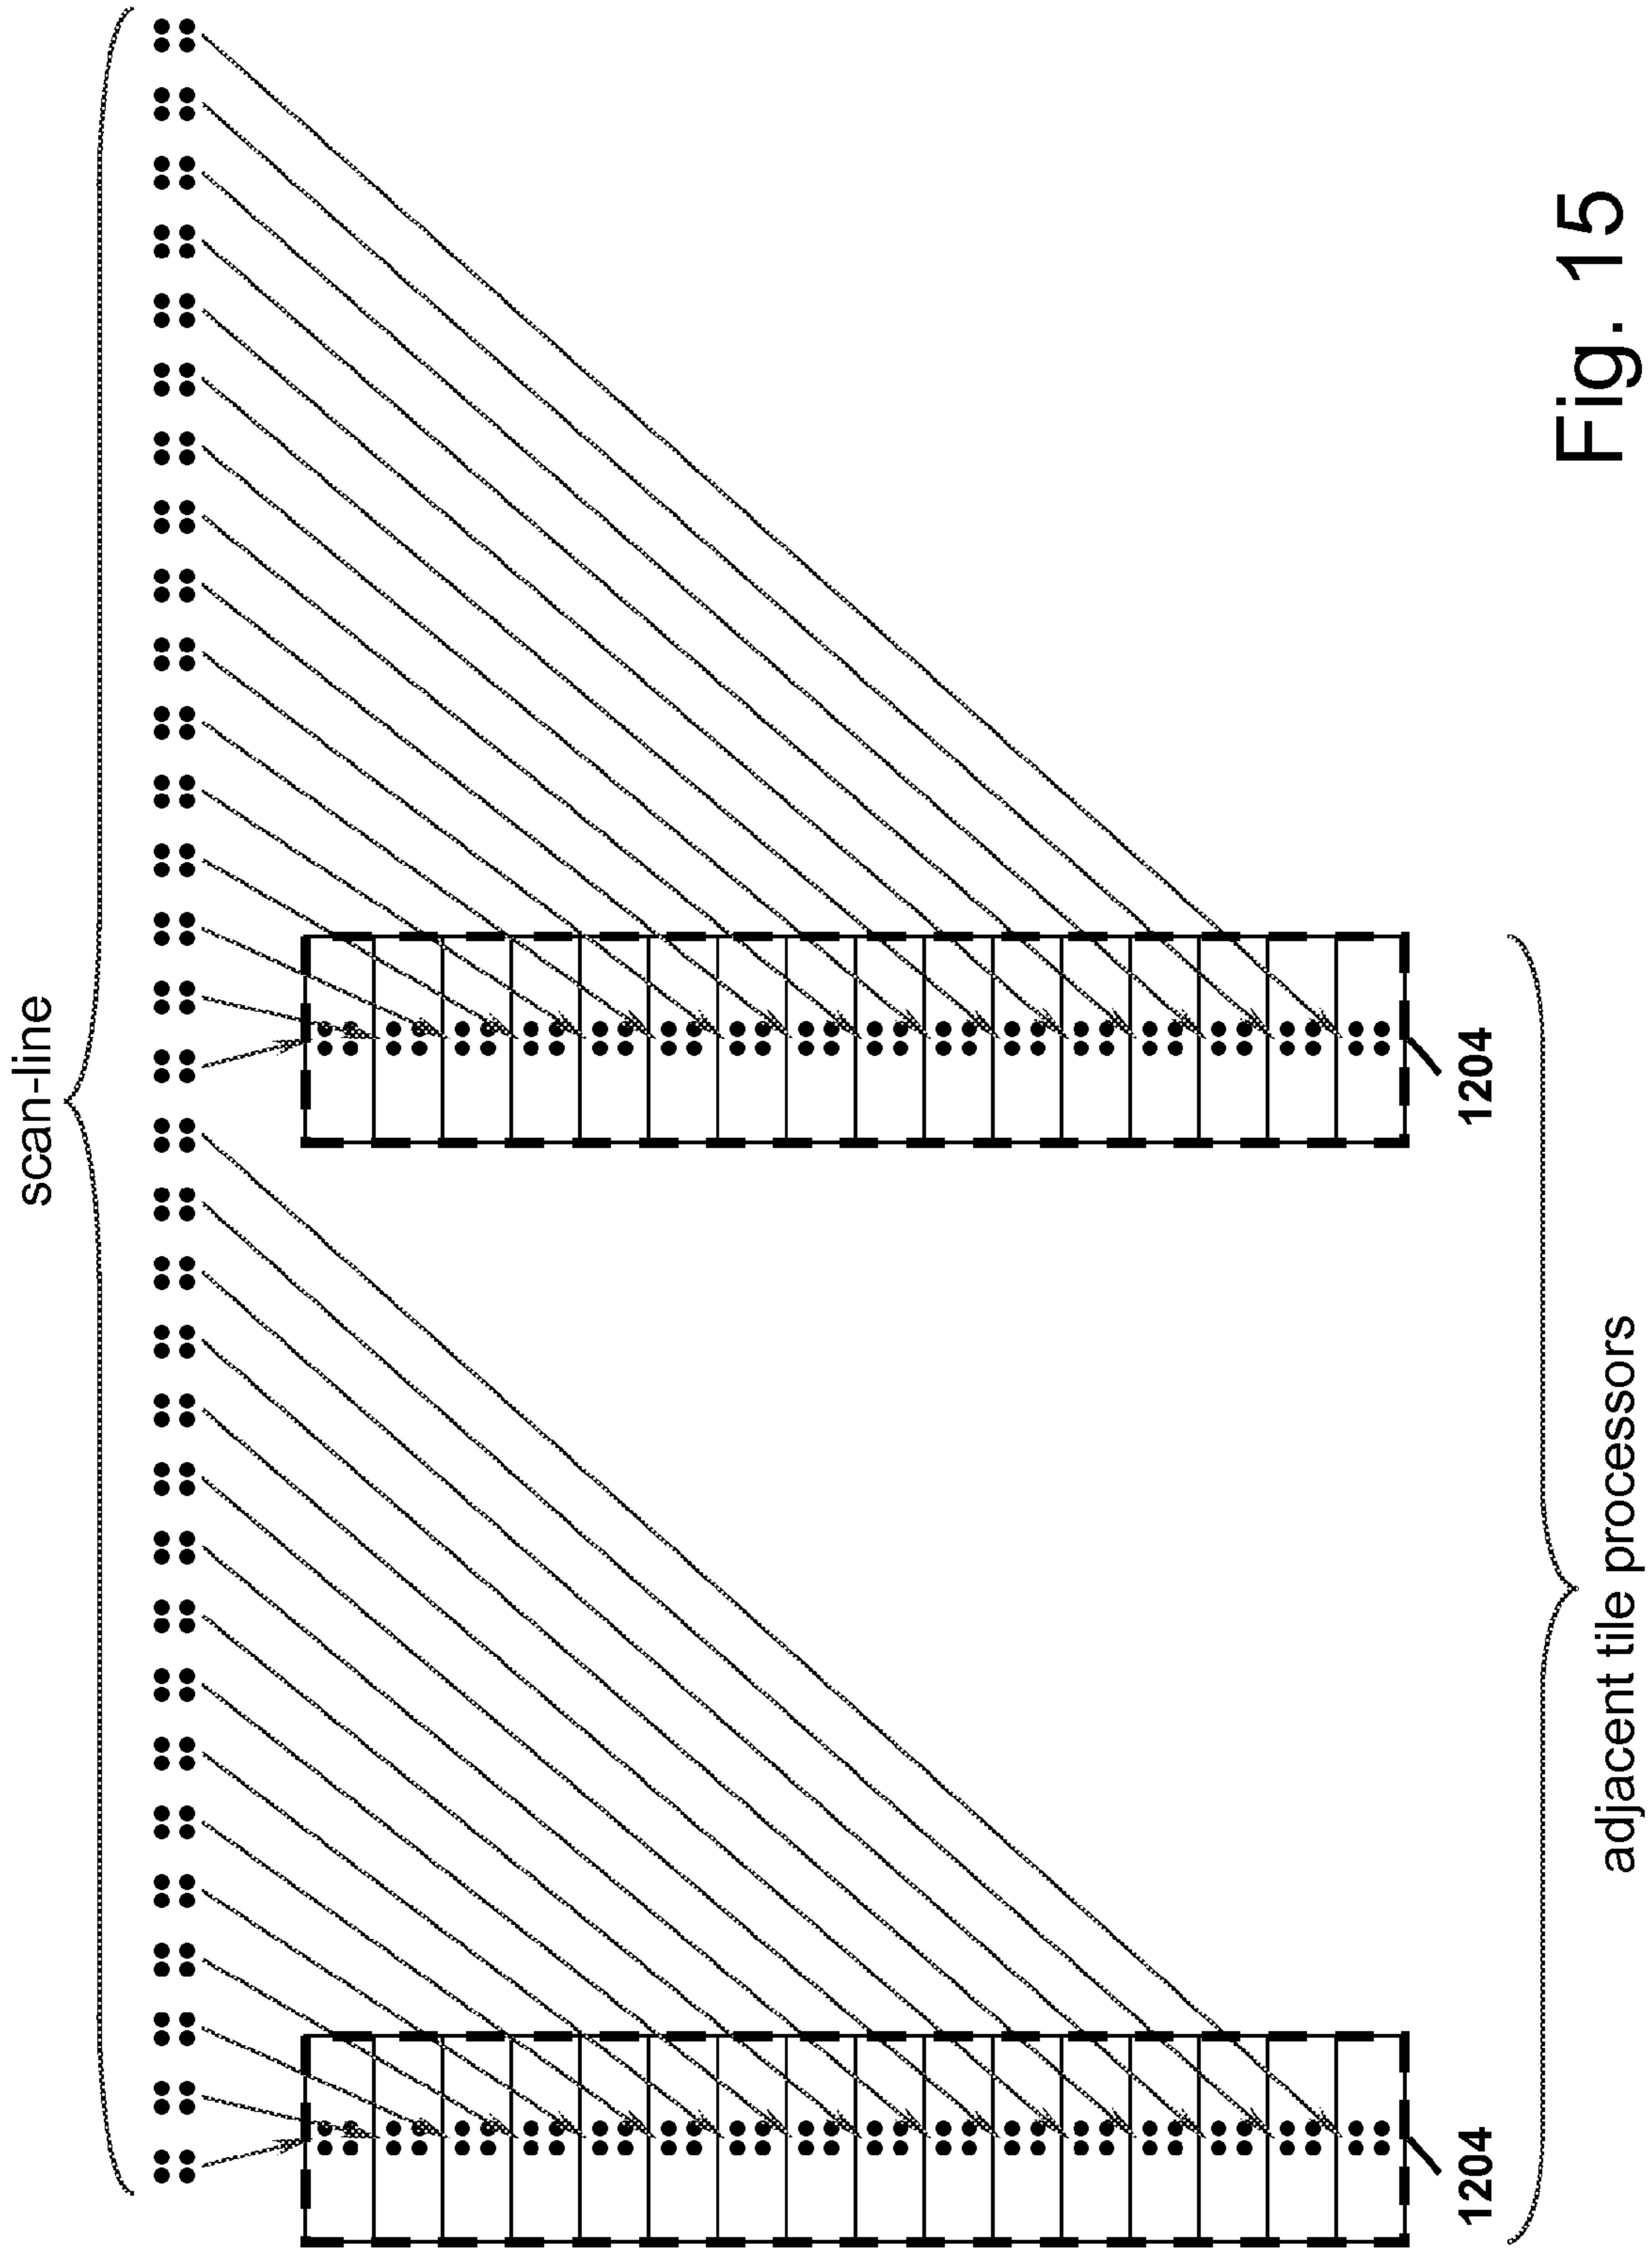 scan-line
1204
1204
adjacent tile processors
Fig. 15